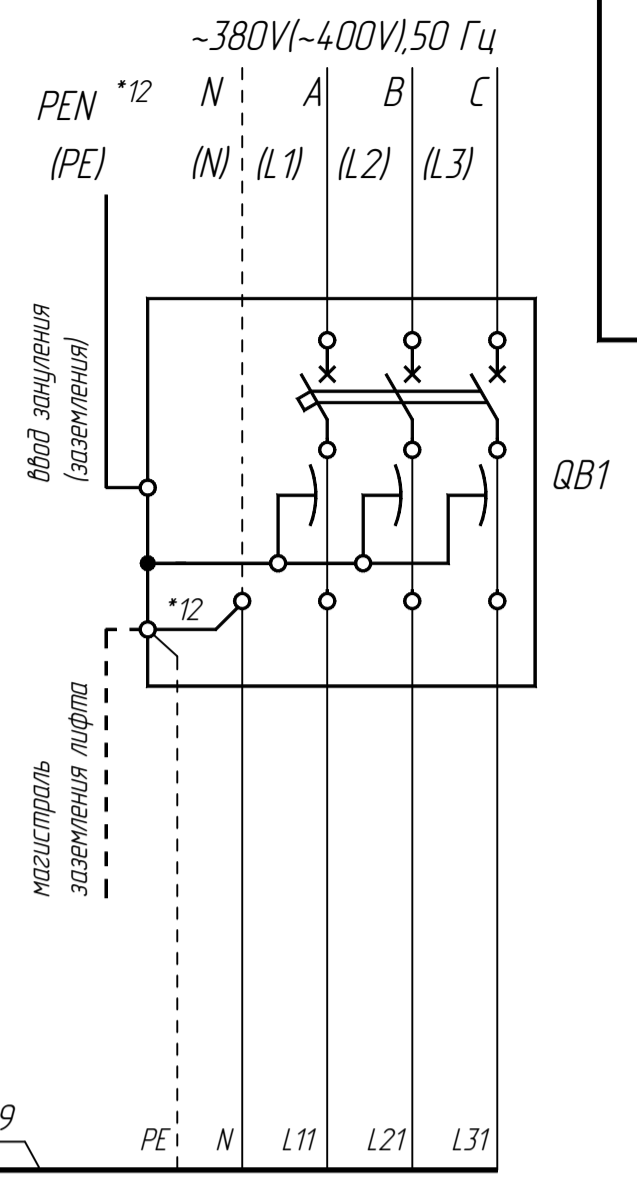 ~380V(~400V),50 Гц
PEN *12 N A B C
(PE) (N) (L1) (L2) (L3)
ввод зануления
(заземления)
QB1
*12
магистраль
заземления лифта
9
PE N L11 L21 L31